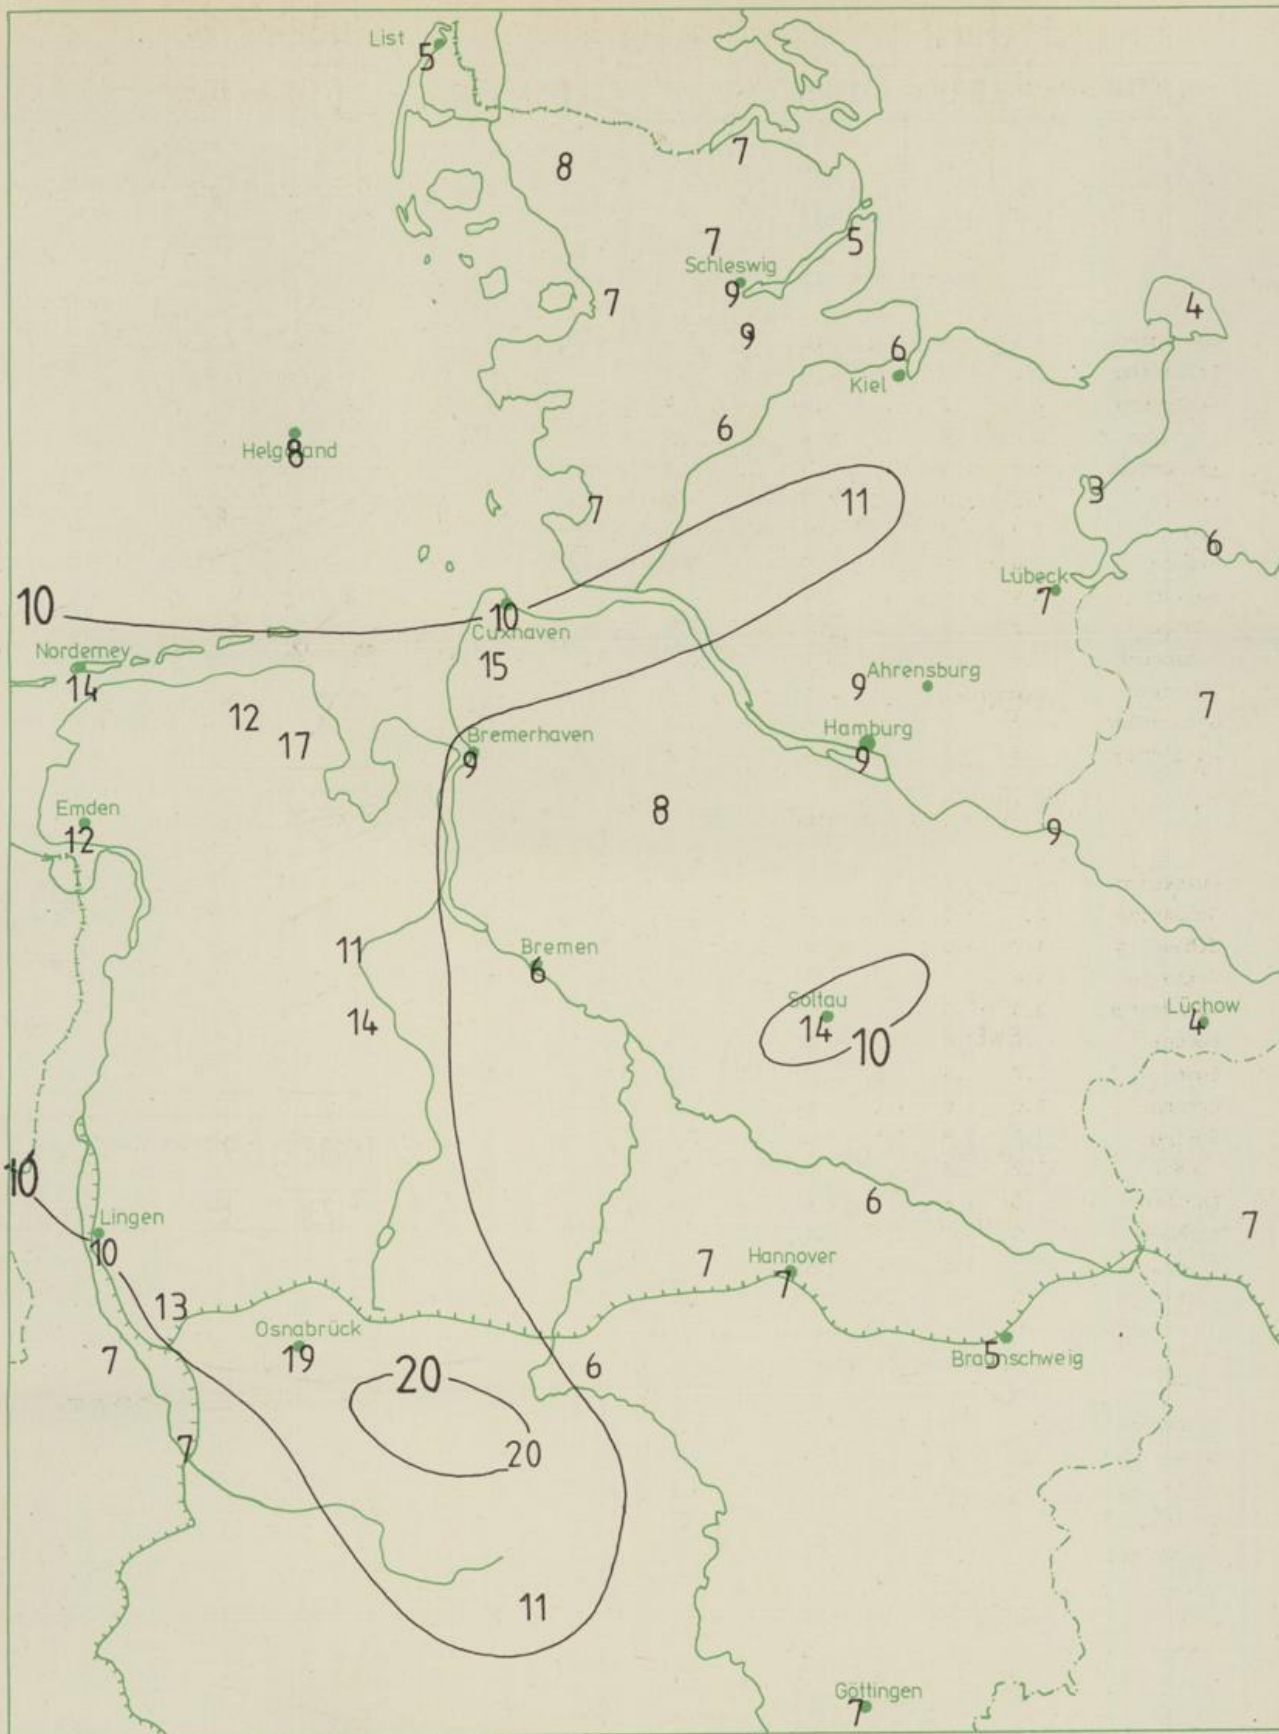 List
5
8
7
7
5
Schleswig
9
7
4
9
6
Kiel
6
Helgoland
8
11
3
7
6
Lübeck
7
10
10
Cuxhaven
Norderney
14
15
Ahrensburg
9
7
12
17
Bremerhaven
9
Hamburg
9
Emden
12
8
9
11
Bremen
6
14
Soltau
14
10
Lüchow
4
10
Lingen
10
6
7
7
Hannover
7
13
Osnabrück
19
7
Braunschweig
5
20
6
7
20
11
Göttingen
7